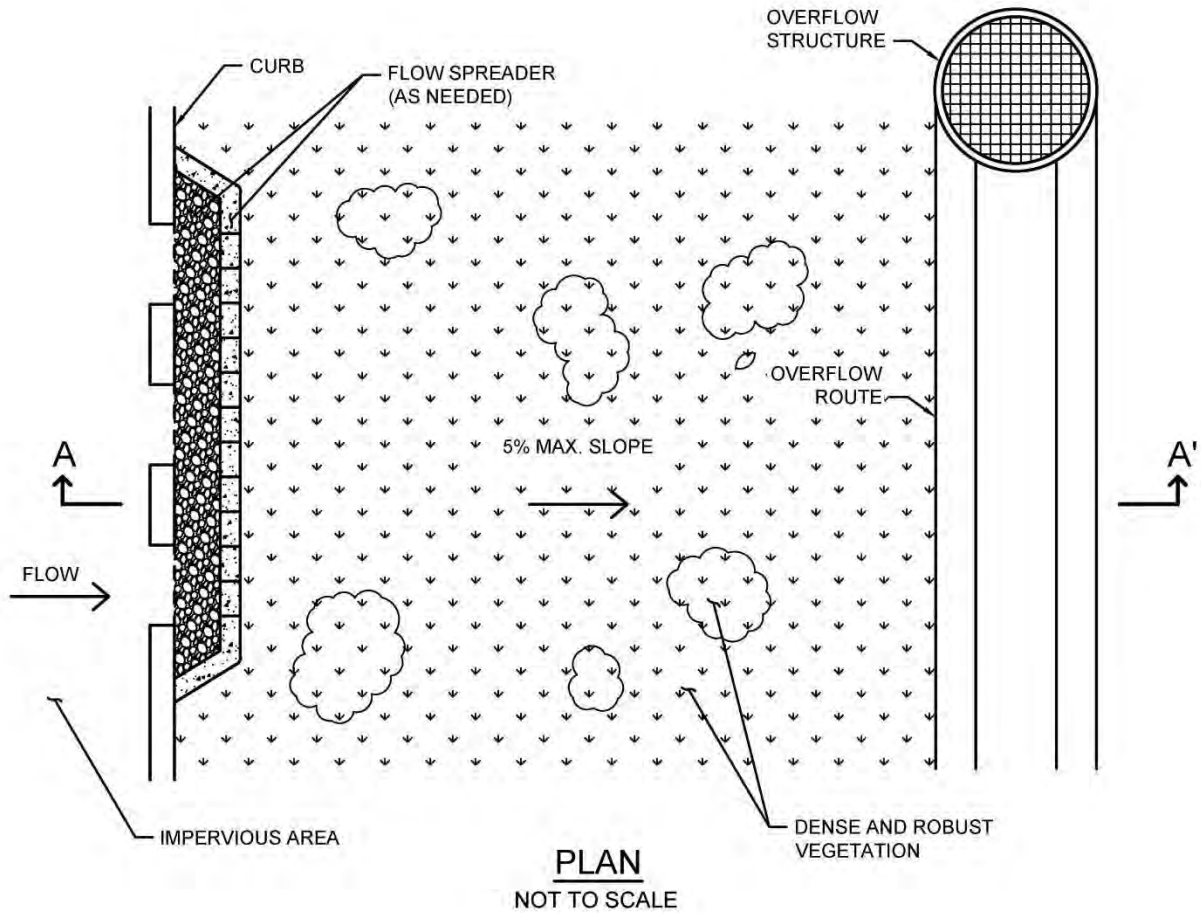 OVERFLOW
STRUCTURE
CURB
FLOW SPREADER
(AS NEEDED)
OVERFLOW
ROUTE
5% MAX. SLOPE
A
A'
FLOW
IMPERVIOUS AREA
DENSE AND ROBUST
VEGETATION
PLAN
NOT TO SCALE